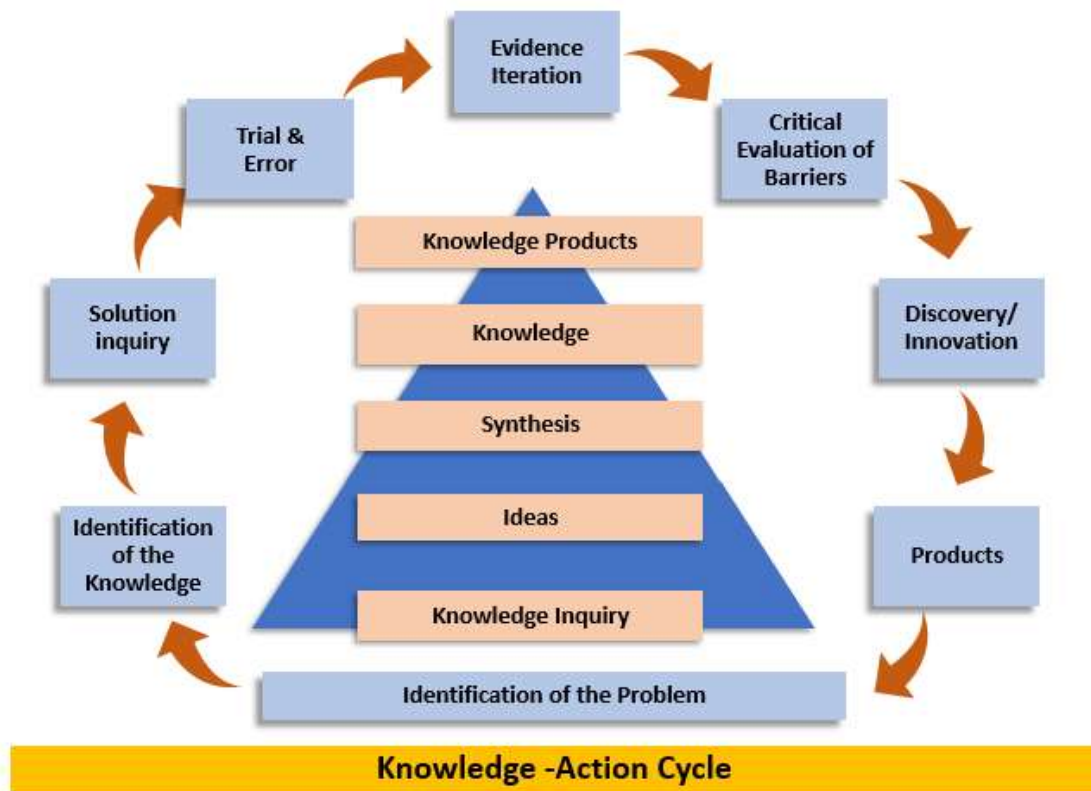 Evidence
Iteration
Trial &
Error
Critical
Evaluation of
Barriers
Knowledge Products
Solution
inquiry
Knowledge
Discovery/
Innovation
Synthesis
Identification
of the
Knowledge
Ideas
Products
Knowledge Inquiry
Identification of the Problem
Knowledge -Action Cycle